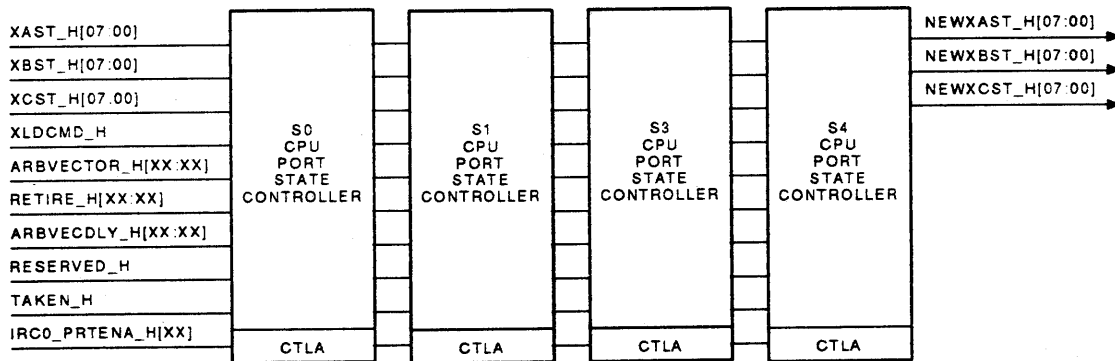 XAST_H[07:00]
XBST_H[07:00]
XCST_H[07.00]
XLDCMD_H
ARBVECTOR_H[XX:XX]
RETIRE_H[XX:XX]
ARBVECDLY_H[XX:XX]
RESERVED_H
TAKEN_H
IRC0_PRTENA_H[XX]
S0
CPU
PORT
STATE
CONTROLLER
CTLA
S1
CPU
PORT
STATE
CONTROLLER
CTLA
S3
CPU
PORT
STATE
CONTROLLER
CTLA
S4
CPU
PORT
STATE
CONTROLLER
CTLA
NEWXAST_H[07:00]
NEWXBST_H[07:00]
NEWXCST_H[07:00]